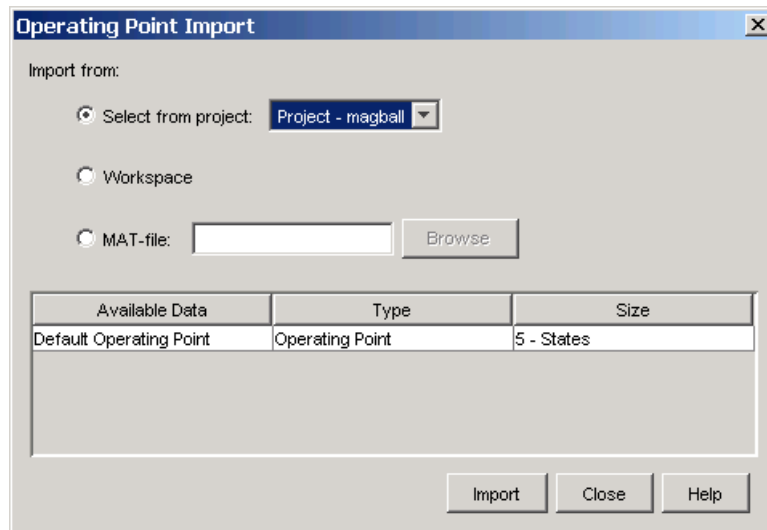 Operating Point Import
Import from:
Select from project: Project - magball
Workspace
MAT-file: Browse
Available Data Type Size
Default Operating Point Operating Point 5 - States
Import Close Help